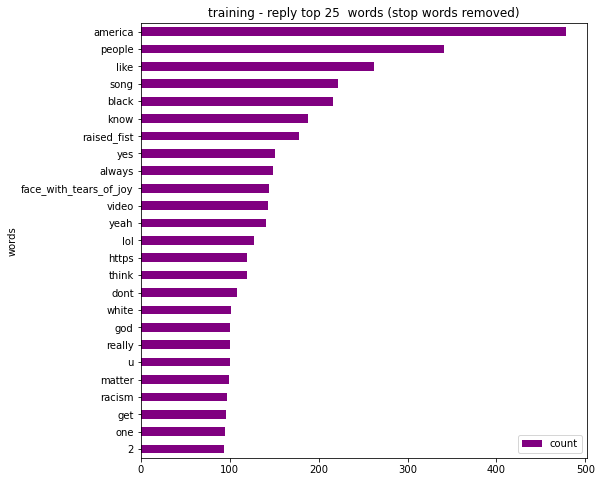 training - reply top 25  words (stop words removed)
america
people
like
song
black
know
raised_fist
yes
always
face_with_tears_of_joy
video
yeah
lol
https
think
dont
white
god
really
u
matter
racism
get
one
2
words
count
0 100 200 300 400 500